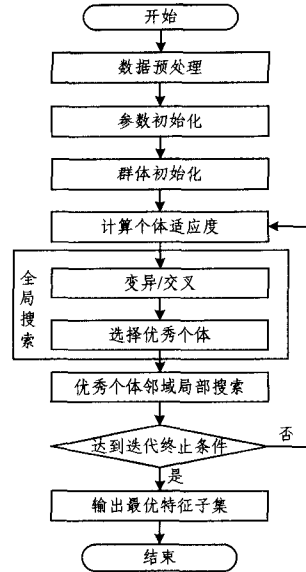 开始
数据预处理
参数初始化
群体初始化
计算个体适应度
全局搜索
变异/交叉
选择优秀个体
优秀个体邻域局部搜索
达到迭代终止条件
否
是
输出最优特征子集
结束